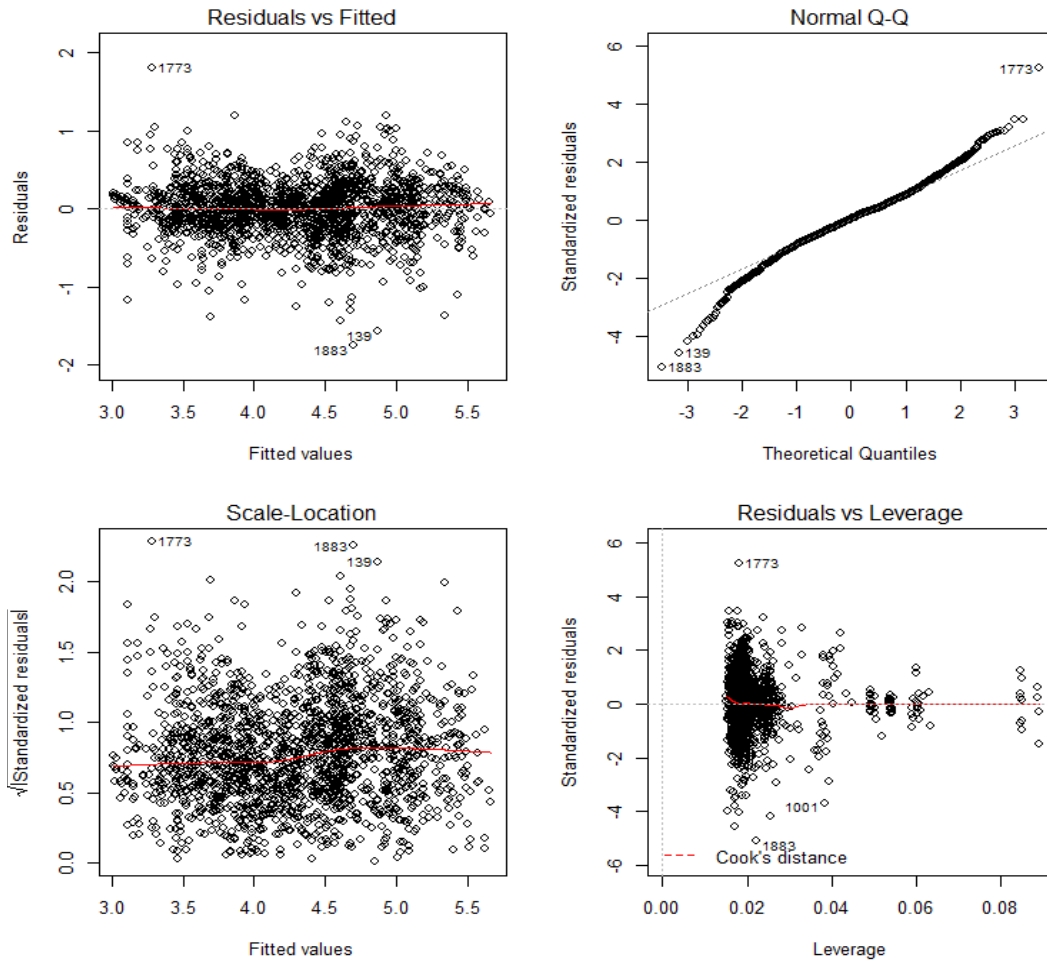 Residuals vs Fitted
Residuals
2
1
0
-1
-2
1773
139
1883
3.0 3.5 4.0 4.5 5.0 5.5
Fitted values
Normal Q-Q
Standardized residuals
6
4
2
0
-2
-4
1773
139
1883
-3 -2 -1 0 1 2 3
Theoretical Quantiles
Scale-Location
√|Standardized residuals|
2.0
1.5
1.0
0.5
0.0
1773
1883
139
3.0 3.5 4.0 4.5 5.0 5.5
Fitted values
Residuals vs Leverage
Standardized residuals
6
4
2
0
-2
-4
-6
1773
1001
1883
Cook's distance
0.00 0.02 0.04 0.06 0.08
Leverage